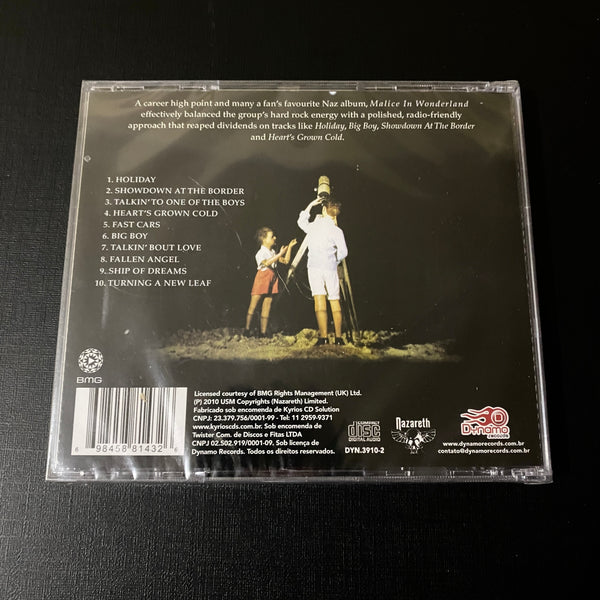 A career high point and many a fan's favourite Naz album, Malice In Wonderland
effectively balanced the group's hard rock energy with a polished, radio-friendly
approach that reaped dividends on tracks like Holiday, Big Boy, Showdown At The Border
and Heart's Grown Cold.
1. HOLIDAY
2. SHOWDOWN AT THE BORDER
3. TALKIN' TO ONE OF THE BOYS
4. HEART'S GROWN COLD
5. FAST CARS
6. BIG BOY
7. TALKIN' BOUT LOVE
8. FALLEN ANGEL
9. SHIP OF DREAMS
10. TURNING A NEW LEAF
BMG
6 98458 81432 6
Licensed courtesy of BMG Rights Management (UK) Ltd.
(P) 2010 USM Copyrights (Nazareth) Limited.
Fabricado sob encomenda de Kyrios CD Solution
CNPJ: 23.379.756/0001-99 - Tel: 11 2959-9371
www.kyrioscds.com.br. Sob encomenda de
Twister Com. de Discos e Fitas LTDA
CNPJ 02.502.919/0001-09, Sob licença de
Dynamo Records. Todos os direitos reservados.
COMPACT
disc
DIGITAL AUDIO
DYN.3910-2
Nazareth
Dynamo
RECORDS
www.dynamorecords.com.br
contato@dynamorecords.com.br